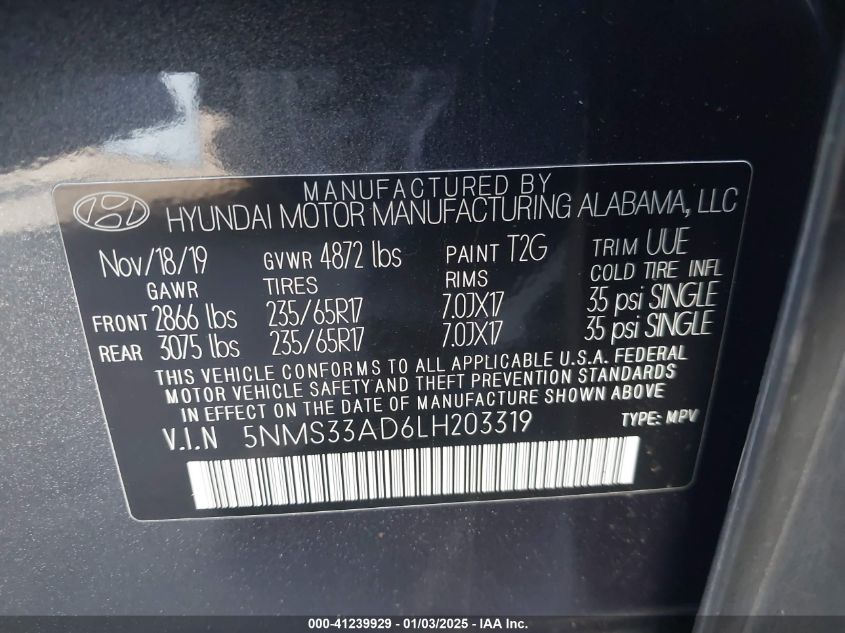 MANUFACTURED BY
HYUNDAI MOTOR MANUFACTURING ALABAMA, LLC
Nov/18/19 GVWR 4872 lbs PAINT T2G TRIM UUE
GAWR TIRES RIMS COLD TIRE INFL
FRONT 2866 lbs 235/65R17 7.0JX17 35 psi SINGLE
REAR 3075 lbs 235/65R17 7.0JX17 35 psi SINGLE
THIS VEHICLE CONFORMS TO ALL APPLICABLE U.S.A. FEDERAL
MOTOR VEHICLE SAFETY AND THEFT PREVENTION STANDARDS
IN EFFECT ON THE DATE OF MANUFACTURE SHOWN ABOVE
V.I.N 5NMS33AD6LH203319 TYPE: MPV
000-41239929 - 01/03/2025 - IAA Inc.